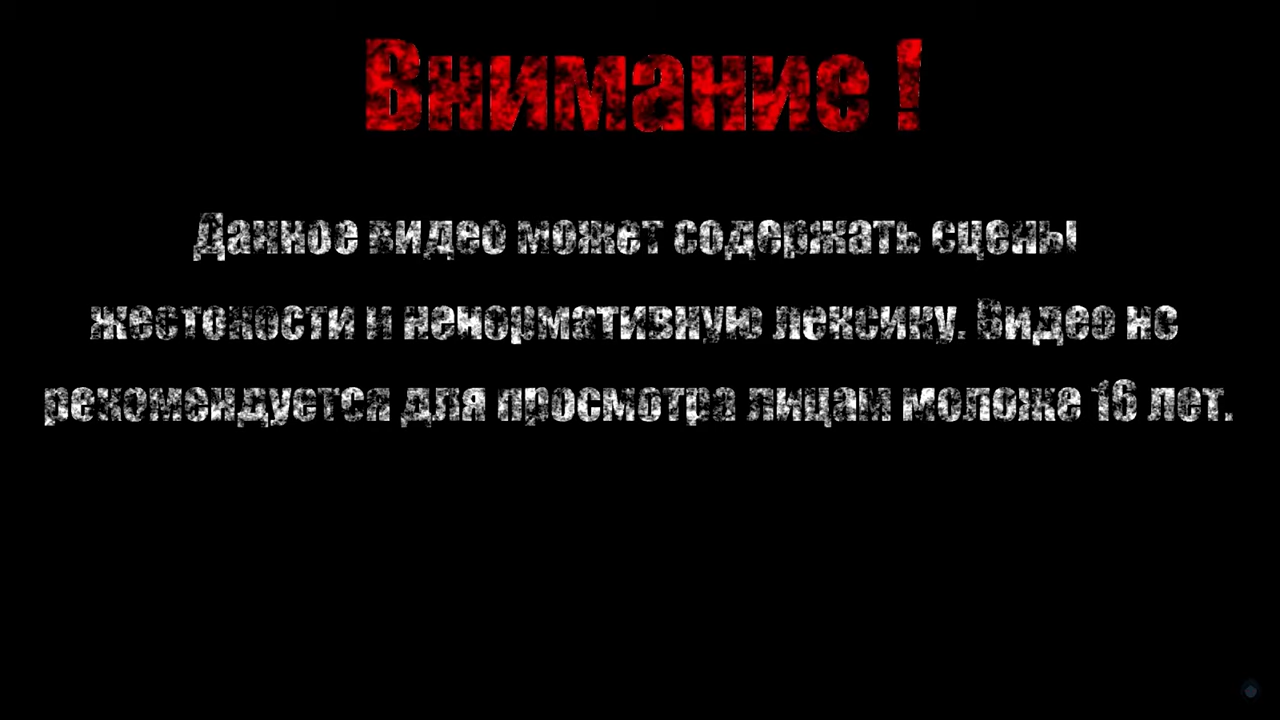 Внимание !
Данное видео может содержать сцены
жестокости и ненормативную лексику. Видео не
рекомендуется для просмотра лицам моложе 16 лет.